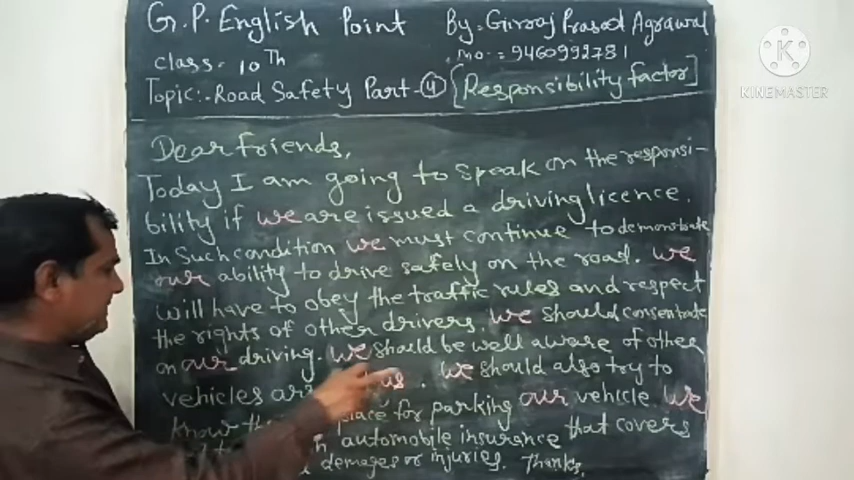 G.P. English Point By:- Girraj Prasad Agrawal
class- 10Th .mo-: 9460992781
Topic:- Road Safety Part-4 [Responsibility factor]
KINEMASTER
Dear friends,
Today I am going to speak on the responsi-
bility if we are issued a driving licence.
In such condition we must continue to demonstrate
our ability to drive safely on the road. we
will have to obey the traffic rules and respect
the rights of other drivers. we should consentrate
on our driving. we should be well aware of other
vehicles us. we should also try to
know place for parking our vehicle. we
automobile insurance that covers
damages or injuries. Thanks.